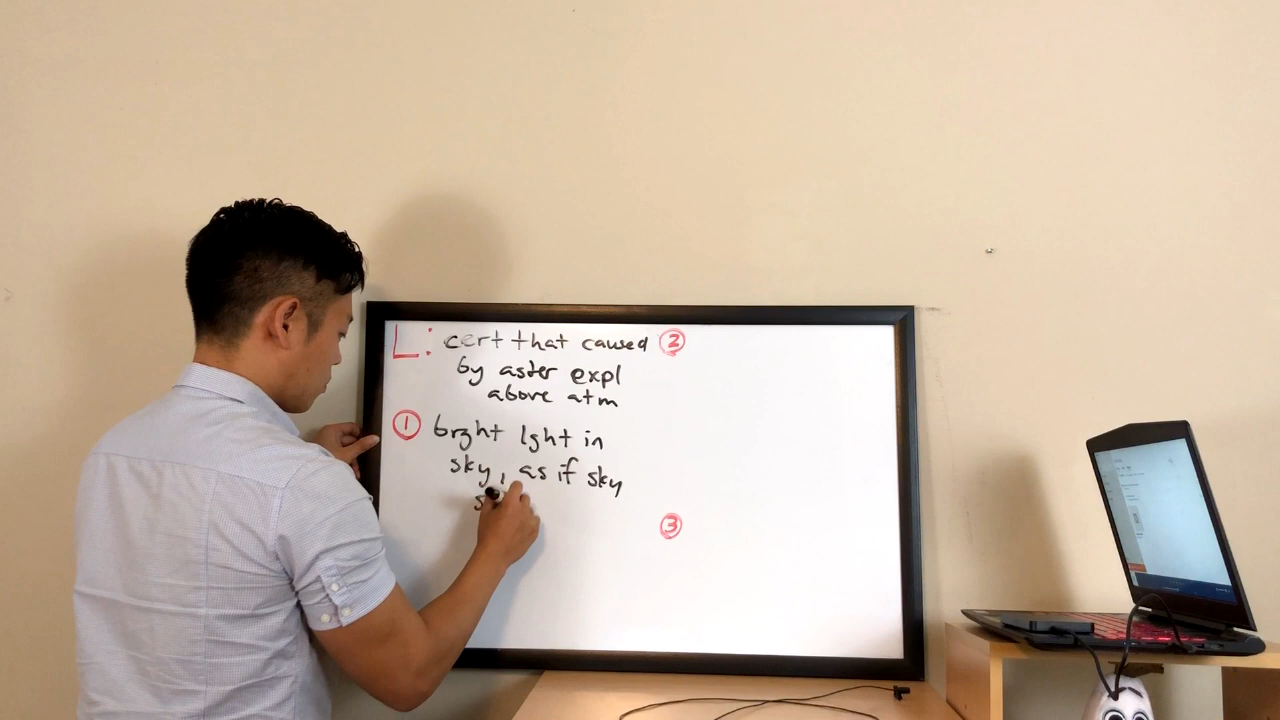 L: cert that caused
by aster expl
above atm
① brght lght in
sky, as if sky
②
③